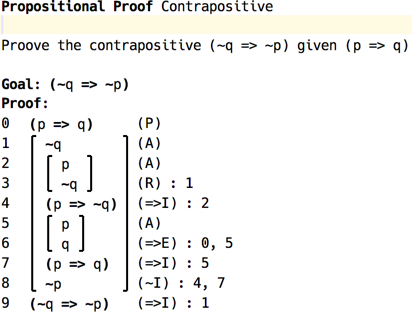 Propositional Proof Contrapositive
Proove the contrapositive (~q => ~p) given (p => q)
Goal: (~q => ~p)
Proof:
0 (p => q) (P)
1 ~q (A)
2 p (A)
3 ~q (R) : 1
4 (p => ~q) (=>I) : 2
5 p (A)
6 q (=>E) : 0, 5
7 (p => q) (=>I) : 5
8 ~p (~I) : 4, 7
9 (~q => ~p) (=>I) : 1